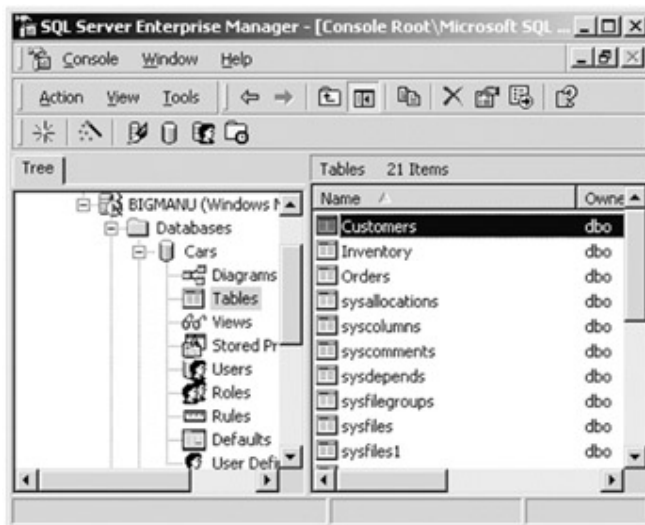 SQL Server Enterprise Manager - [Console Root\Microsoft SQL ...
Console Window Help
Action View Tools
Tree
BIGMANU (Windows N
Databases
Cars
Diagrams
Tables
Views
Stored Pr
Users
Roles
Rules
Defaults
User Defi
Tables 21 Items
Name Owne
Customers dbo
Inventory dbo
Orders dbo
sysallocations dbo
syscolumns dbo
syscomments dbo
sysdepends dbo
sysfilegroups dbo
sysfiles dbo
sysfiles1 dbo